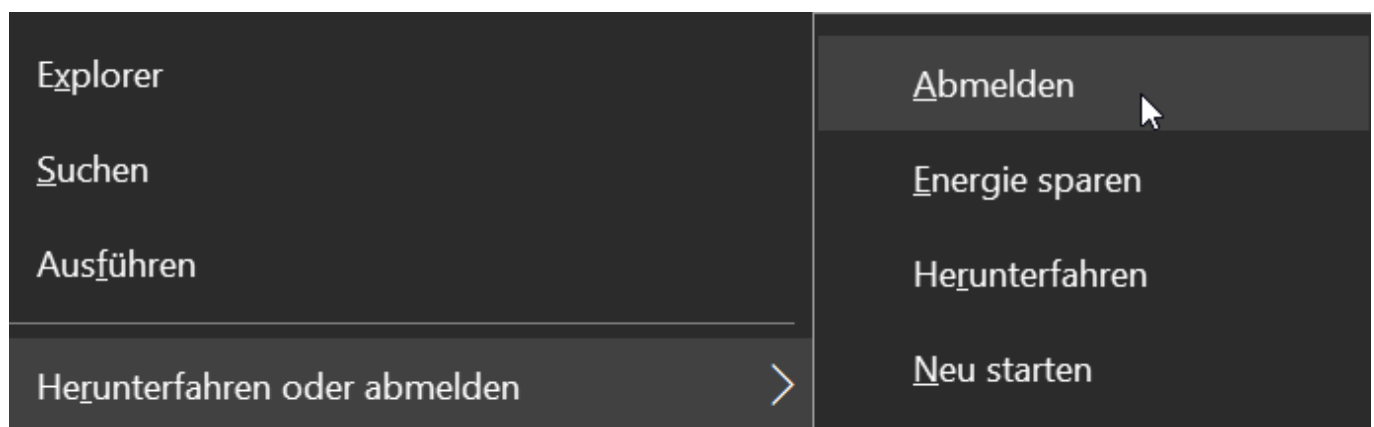 Explorer
Suchen
Ausführen
Herunterfahren oder abmelden
Abmelden
Energie sparen
Herunterfahren
Neu starten